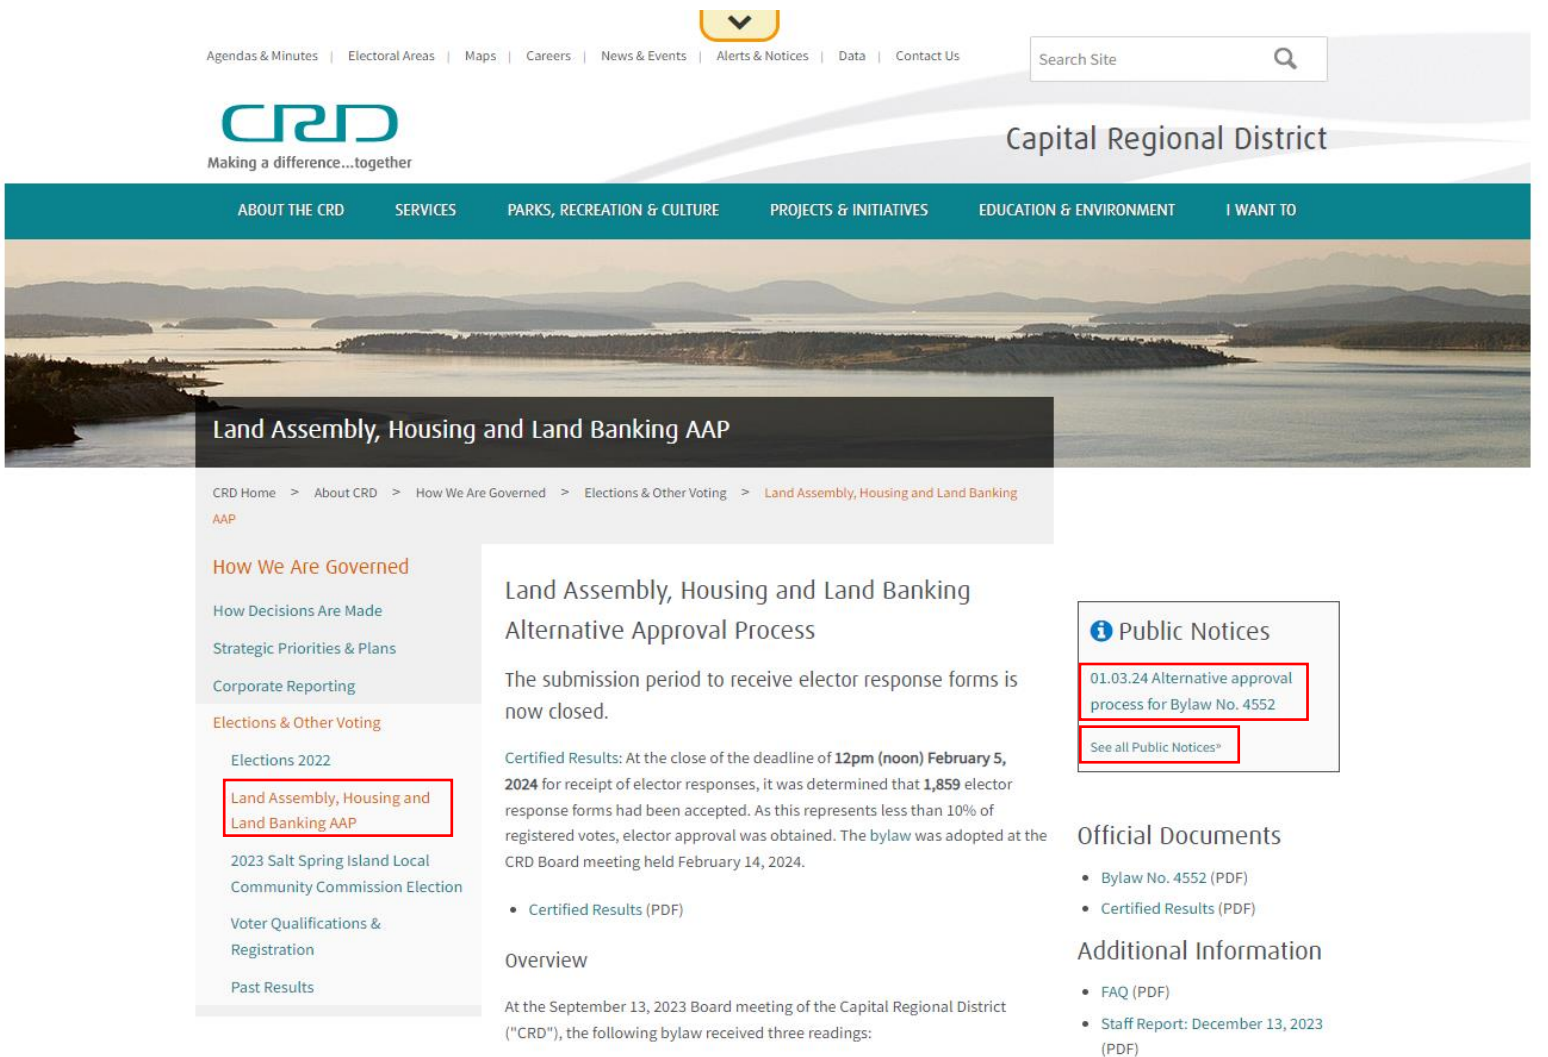 Agendas & Minutes | Electoral Areas | Maps | Careers | News & Events | Alerts & Notices | Data | Contact Us
Search Site
CRD
Making a difference...together
Capital Regional District
ABOUT THE CRD SERVICES PARKS, RECREATION & CULTURE PROJECTS & INITIATIVES EDUCATION & ENVIRONMENT I WANT TO
Land Assembly, Housing and Land Banking AAP
CRD Home > About CRD > How We Are Governed > Elections & Other Voting > Land Assembly, Housing and Land Banking
AAP
How We Are Governed
How Decisions Are Made
Strategic Priorities & Plans
Corporate Reporting
Elections & Other Voting
Elections 2022
Land Assembly, Housing and
Land Banking AAP
2023 Salt Spring Island Local
Community Commission Election
Voter Qualifications &
Registration
Past Results
Land Assembly, Housing and Land Banking
Alternative Approval Process
The submission period to receive elector response forms is
now closed.
Certified Results: At the close of the deadline of 12pm (noon) February 5,
2024 for receipt of elector responses, it was determined that 1,859 elector
response forms had been accepted. As this represents less than 10% of
registered votes, elector approval was obtained. The bylaw was adopted at the
CRD Board meeting held February 14, 2024.
• Certified Results (PDF)
Overview
At the September 13, 2023 Board meeting of the Capital Regional District
("CRD"), the following bylaw received three readings:
Public Notices
01.03.24 Alternative approval
process for Bylaw No. 4552
See all Public Notices»
Official Documents
• Bylaw No. 4552 (PDF)
• Certified Results (PDF)
Additional Information
• FAQ (PDF)
• Staff Report: December 13, 2023
(PDF)